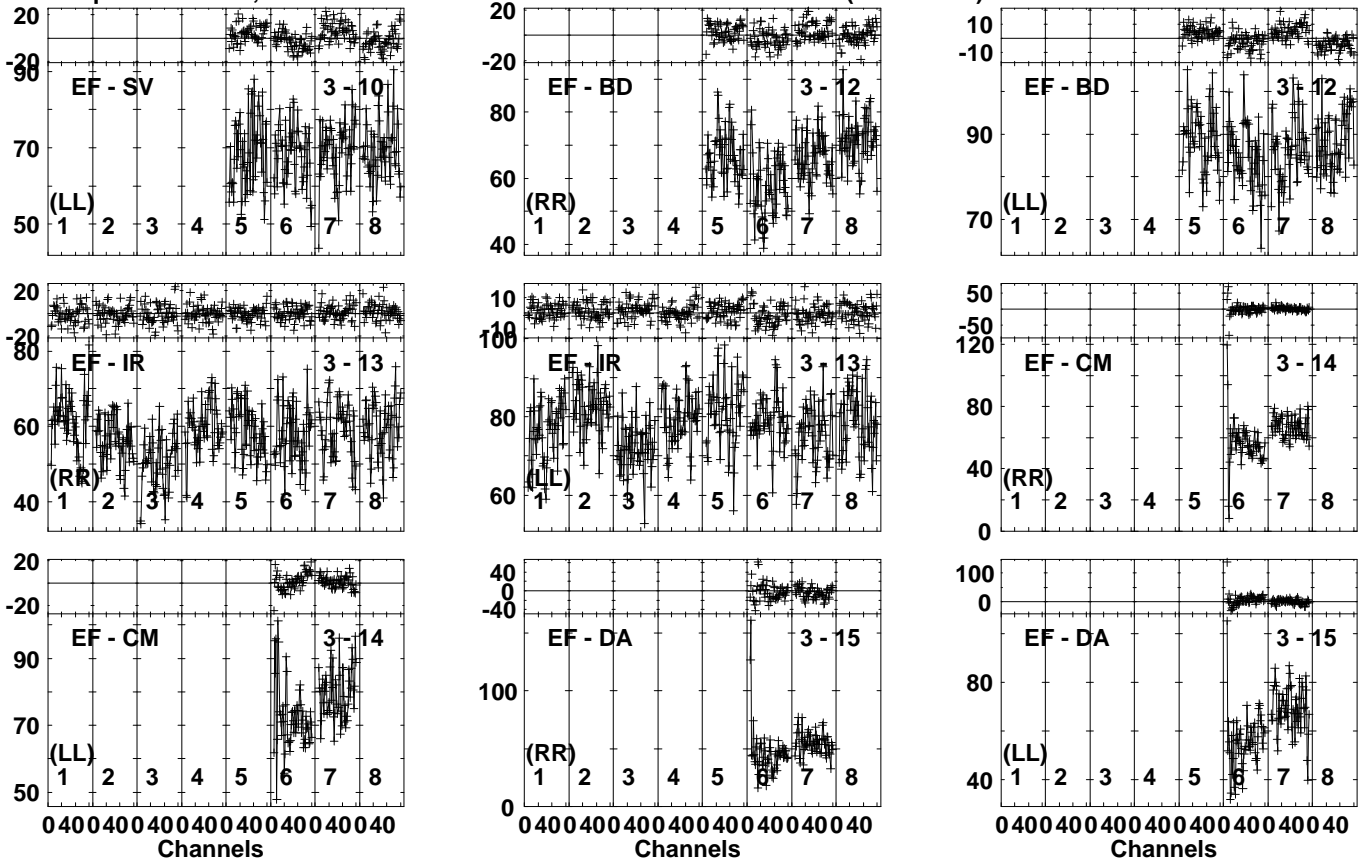 20 20 10
-20 -20 -10
90 EF - SV 3 - 10 80 EF - BD 3 - 12 EF - BD 3 - 12
70 60 90
(LL) (RR) (LL)
50 1 2 3 4 5 6 7 8 40 1 2 3 4 5 6 7 8 70 1 2 3 4 5 6 7 8
20 10 50
-20 -10 -50
80 EF - IR 3 - 13 100 EF - IR 3 - 13 120 EF - CM 3 - 14
60 80 80
(RR) (LL) 40 (RR)
40 1 2 3 4 5 6 7 8 60 1 2 3 4 5 6 7 8 0 1 2 3 4 5 6 7 8
20 40 100
-20 0 0
-40
EF - CM 3 - 14 EF - DA 3 - 15 EF - DA 3 - 15
90 100 80
70
(LL) (RR) (LL)
50 1 2 3 4 5 6 7 8 0 1 2 3 4 5 6 7 8 40 1 2 3 4 5 6 7 8
0 40 0 40 0 40 0 40 0 40 0 40 0 40 0 40 0 40 0 40 0 40 0 40 0 40 0 40 0 40 0 40 0 40 0 40 0 40 0 40 0 40 0 40 0 40 0 40
Channels Channels Channels